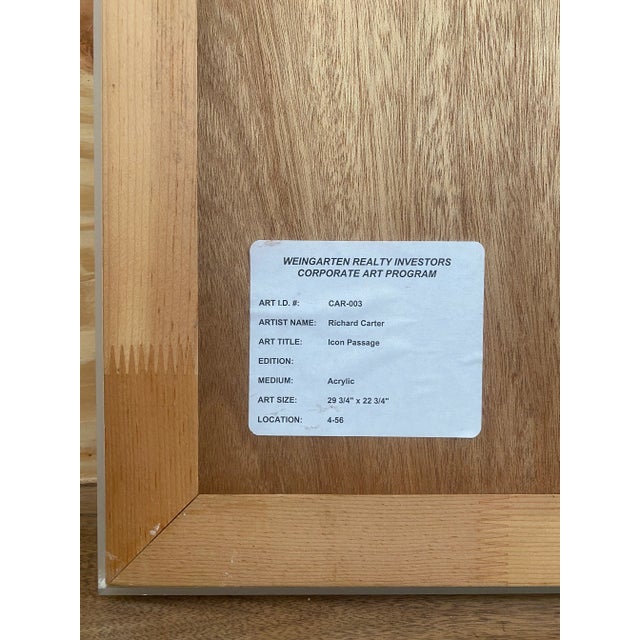 WEINGARTEN REALTY INVESTORS
CORPORATE ART PROGRAM
ART I.D. #: CAR-003
ARTIST NAME: Richard Carter
ART TITLE: Icon Passage
EDITION:
MEDIUM: Acrylic
ART SIZE: 29 3/4" x 22 3/4"
LOCATION: 4-56